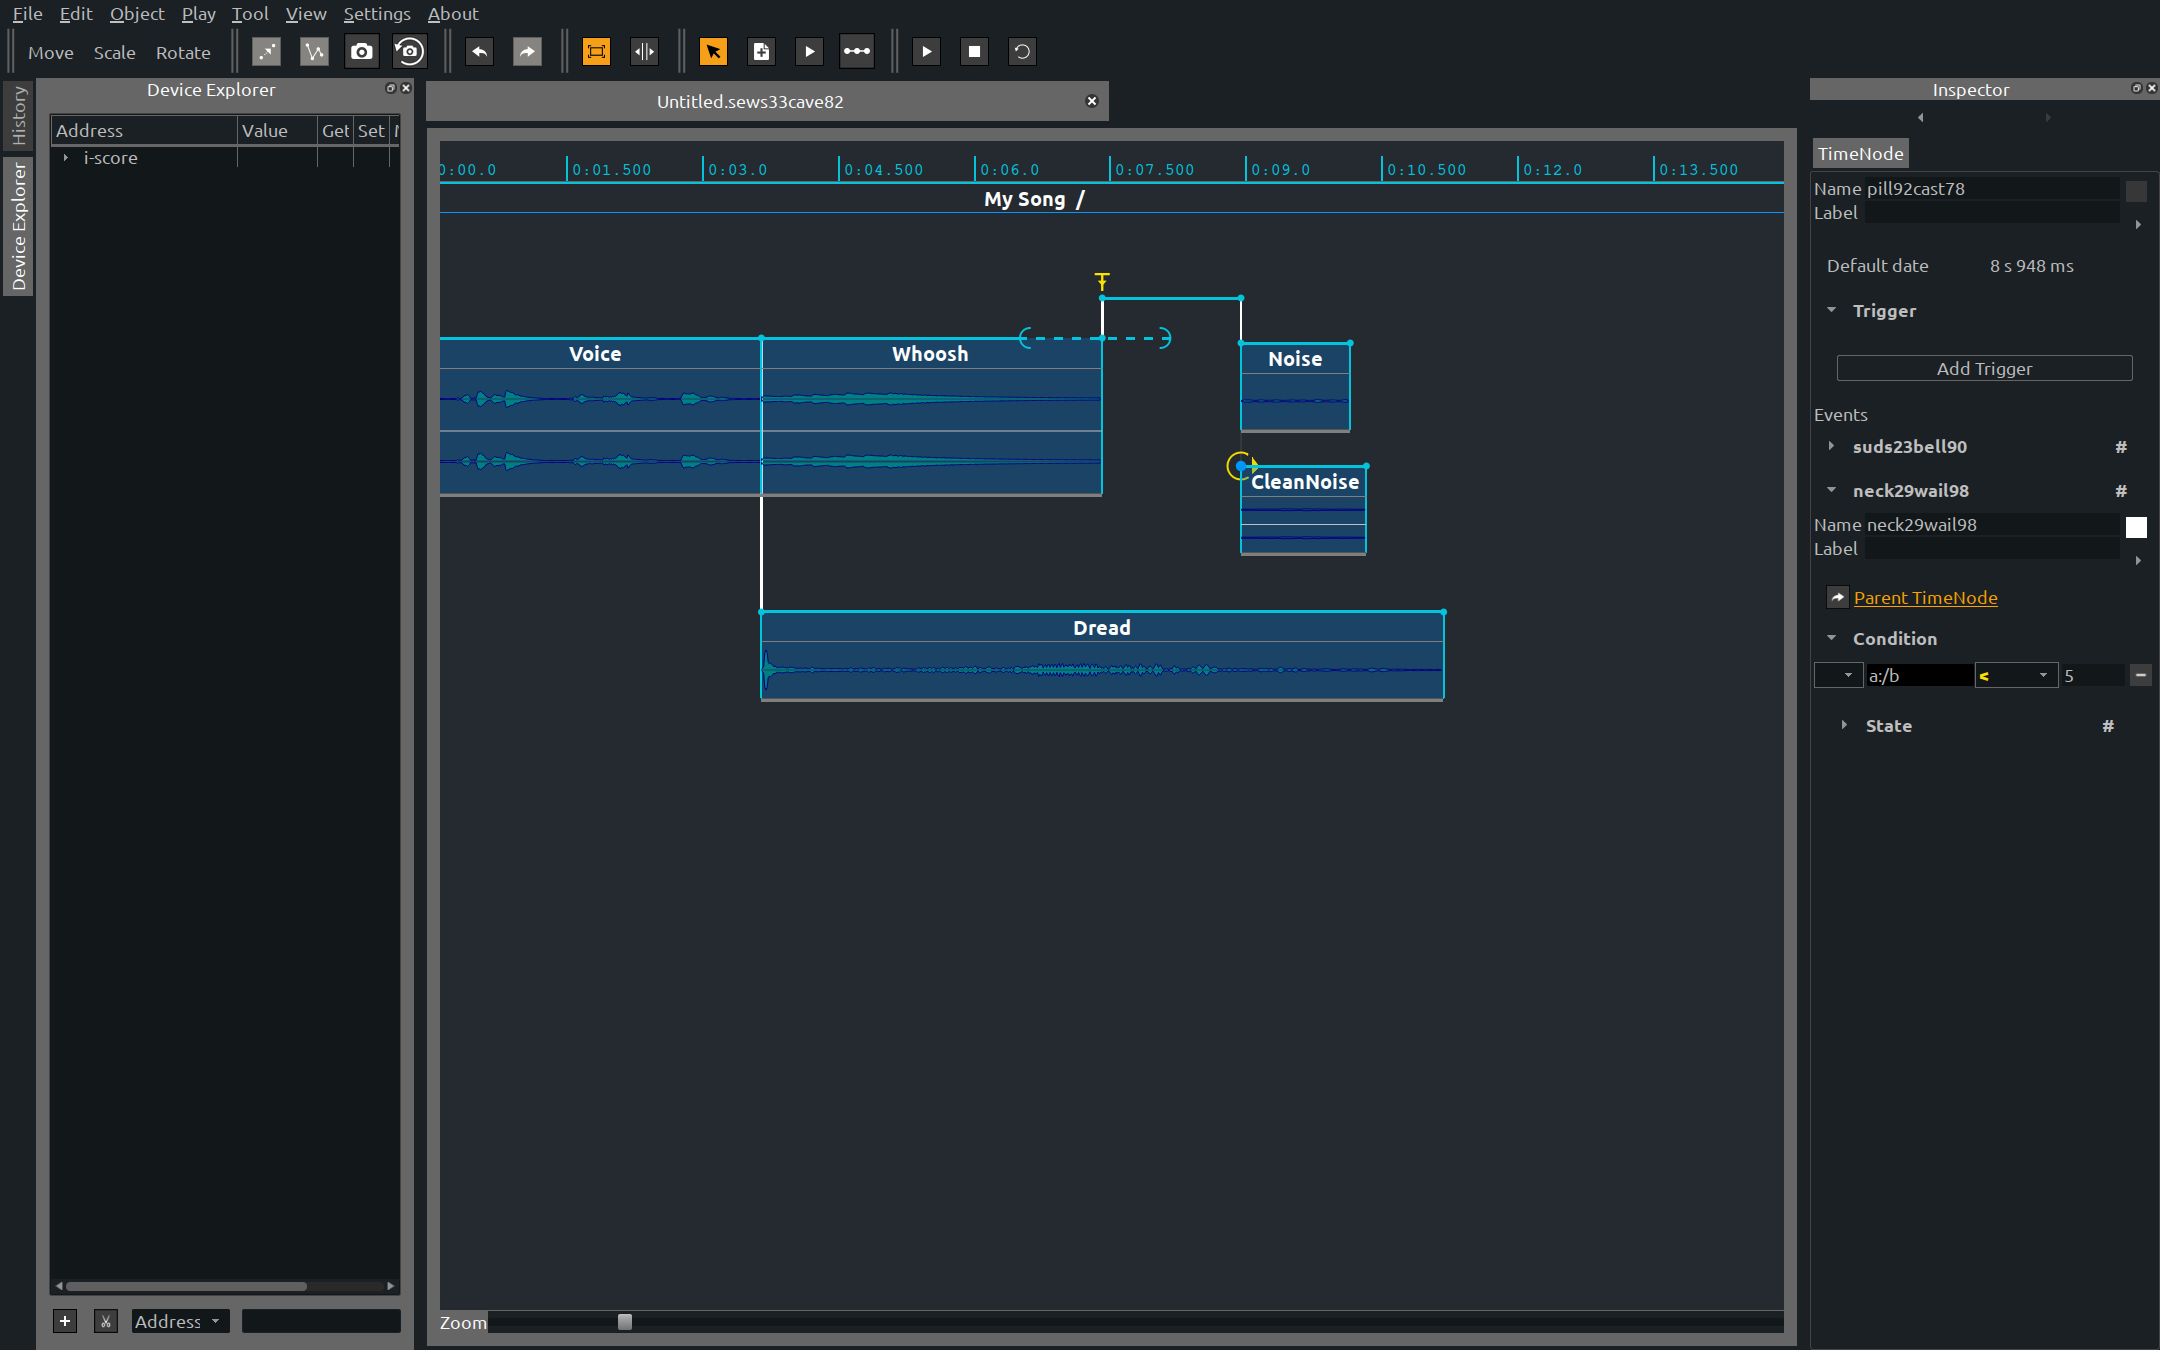 File Edit Object Play Tool View Settings About
Move Scale Rotate
History
Device Explorer
Device Explorer
Address Value Get Set
i-score
Address
Untitled.sews33cave82
0:00.0 0:01.500 0:03.0 0:04.500 0:06.0 0:07.500 0:09.0 0:10.500 0:12.0 0:13.500
My Song /
Voice Whoosh
Noise
CleanNoise
Dread
Zoom
Inspector
TimeNode
Name pill92cast78
Label
Default date 8 s 948 ms
Trigger
Add Trigger
Events
suds23bell90 #
neck29wail98 #
Name neck29wail98
Label
Parent TimeNode
Condition
a:/b < 5
State #